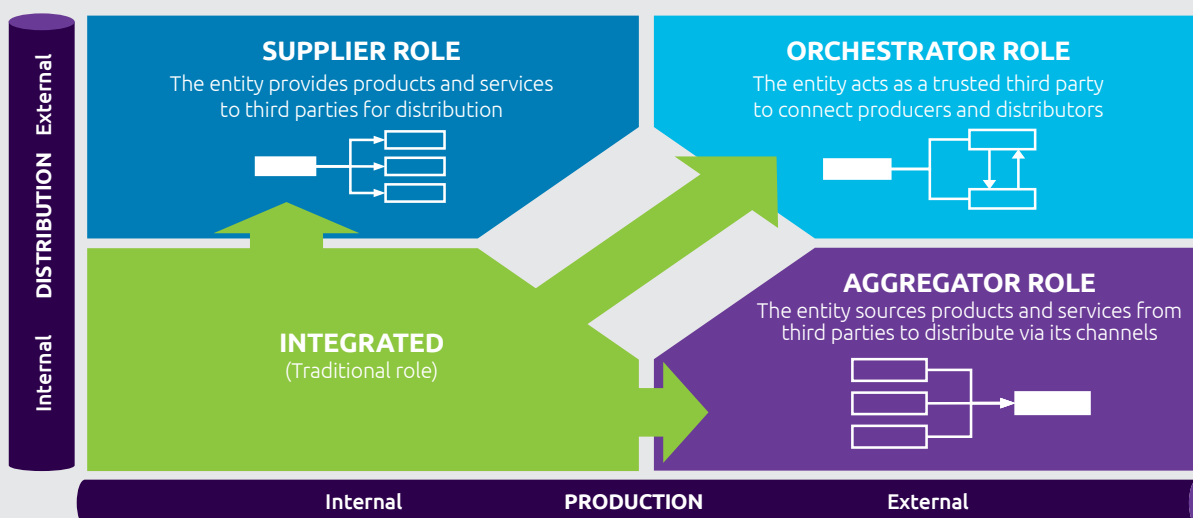 SUPPLIER ROLE
The entity provides products and services
to third parties for distribution
ORCHESTRATOR ROLE
The entity acts as a trusted third party
to connect producers and distributors
INTEGRATED
(Traditional role)
AGGREGATOR ROLE
The entity sources products and services from
third parties to distribute via its channels
External
DISTRIBUTION
Internal
Internal
PRODUCTION
External